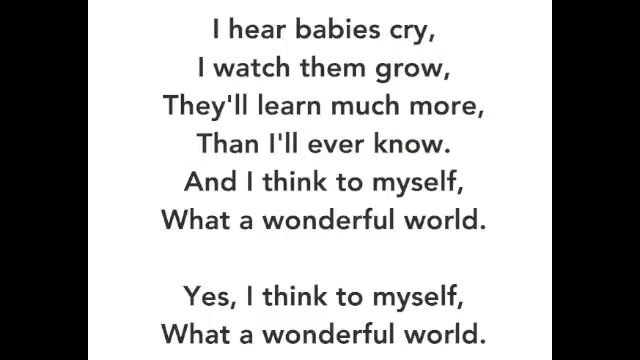 I hear babies cry,
I watch them grow,
They'll learn much more,
Than I'll ever know.
And I think to myself,
What a wonderful world.
Yes, I think to myself,
What a wonderful world.